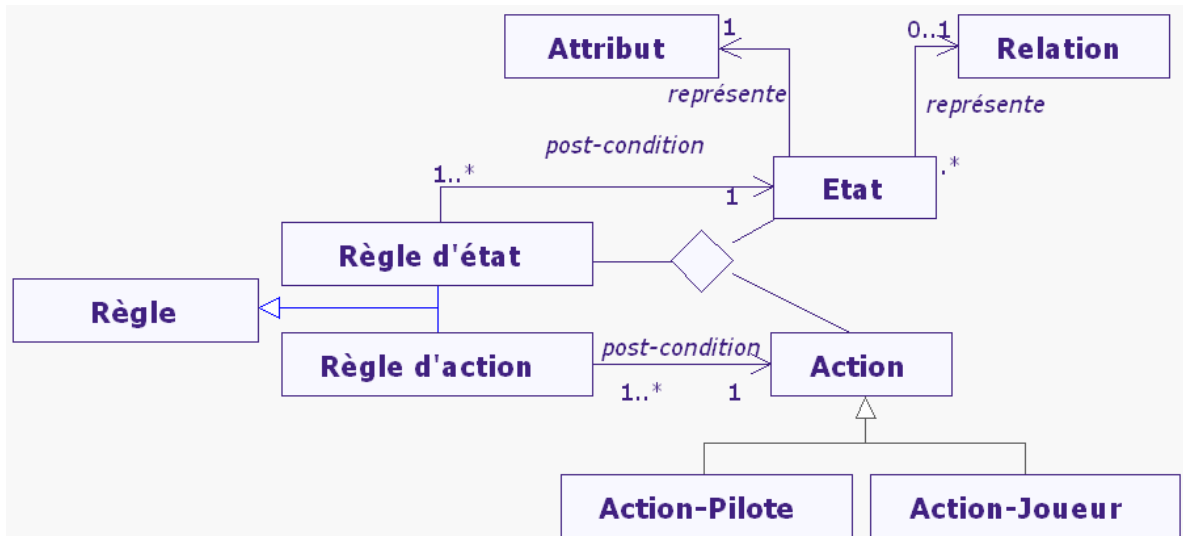 1
0..1
Attribut
Relation
représente
représente
post-condition
1..*
1
.*
Etat
Règle d'état
Règle
Règle d'action
post-condition
Action
1..*
1
Action-Pilote
Action-Joueur